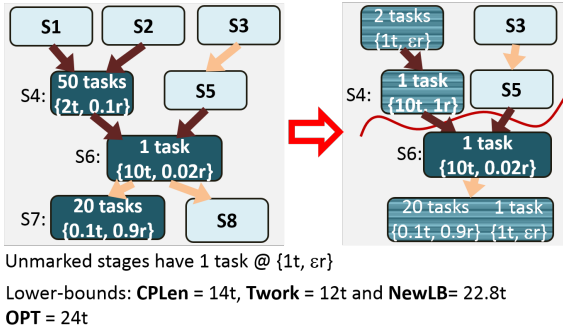 S1 S2 S3
S4: 50 tasks
{2t, 0.1r}
S5
S6: 1 task
{10t, 0.02r}
S7: 20 tasks
{0.1t, 0.9r}
S8
2 tasks
{1t, εr}
S3
S4: 1 task
{10t, 1r}
S5
S6: 1 task
{10t, 0.02r}
20 tasks 1 task
{0.1t, 0.9r} {1t, εr}
Unmarked stages have 1 task @ {1t, εr}
Lower-bounds: CPLen = 14t, Twork = 12t and NewLB= 22.8t
OPT = 24t